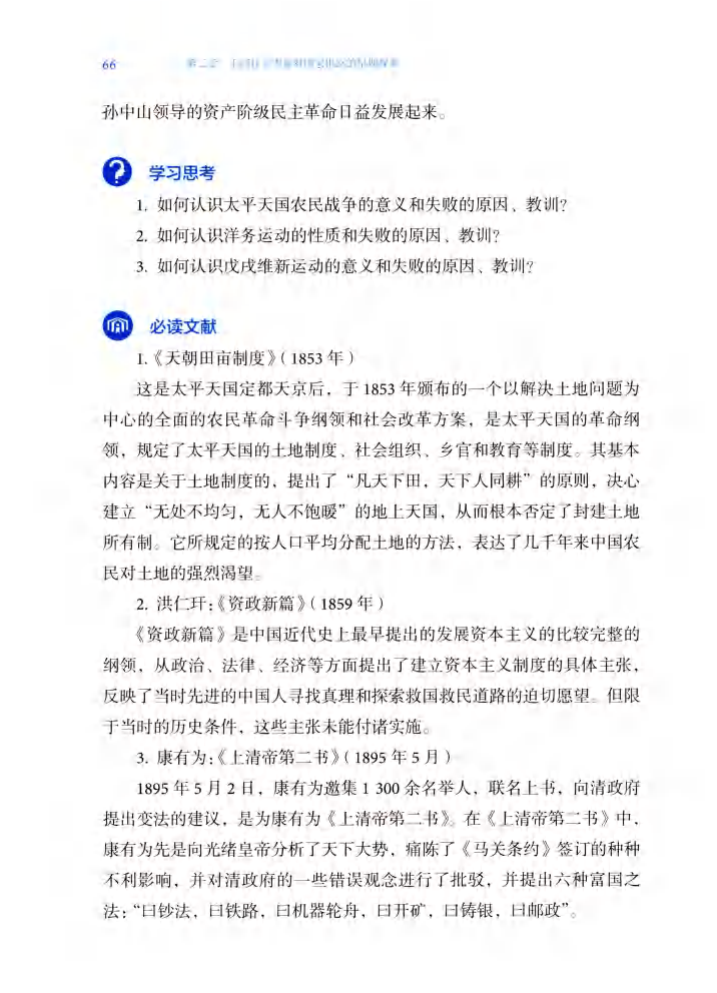 66
孙中山领导的资产阶级民主革命日益发展起来。
学习思考
1. 如何认识太平天国农民战争的意义和失败的原因、教训?
2. 如何认识洋务运动的性质和失败的原因、教训?
3. 如何认识戊戌维新运动的意义和失败的原因、教训?
必读文献
1.《天朝田亩制度》(1853 年)
这是太平天国定都天京后，于 1853 年颁布的一个以解决土地问题为
中心的全面的农民革命斗争纲领和社会改革方案，是太平天国的革命纲
领，规定了太平天国的土地制度、社会组织、乡官和教育等制度。其基本
内容是关于土地制度的，提出了“凡天下田，天下人同耕”的原则，决心
建立“无处不均匀，无人不饱暖”的地上天国，从而根本否定了封建土地
所有制。它所规定的按人口平均分配土地的方法，表达了几千年来中国农
民对土地的强烈渴望。
2. 洪仁玕:《资政新篇》(1859 年)
《资政新篇》是中国近代史上最早提出的发展资本主义的比较完整的
纲领，从政治、法律、经济等方面提出了建立资本主义制度的具体主张，
反映了当时先进的中国人寻找真理和探索救国救民道路的迫切愿望。但限
于当时的历史条件，这些主张未能付诸实施。
3. 康有为:《上清帝第二书》(1895 年 5 月)
1895 年 5 月 2 日，康有为邀集 1 300 余名举人，联名上书，向清政府
提出变法的建议，是为康有为《上清帝第二书》。在《上清帝第二书》中，
康有为先是向光绪皇帝分析了天下大势，痛陈了《马关条约》签订的种种
不利影响，并对清政府的一些错误观念进行了批驳，并提出六种富国之
法:“曰钞法，曰铁路，曰机器轮舟，曰开矿，曰铸银，曰邮政”。